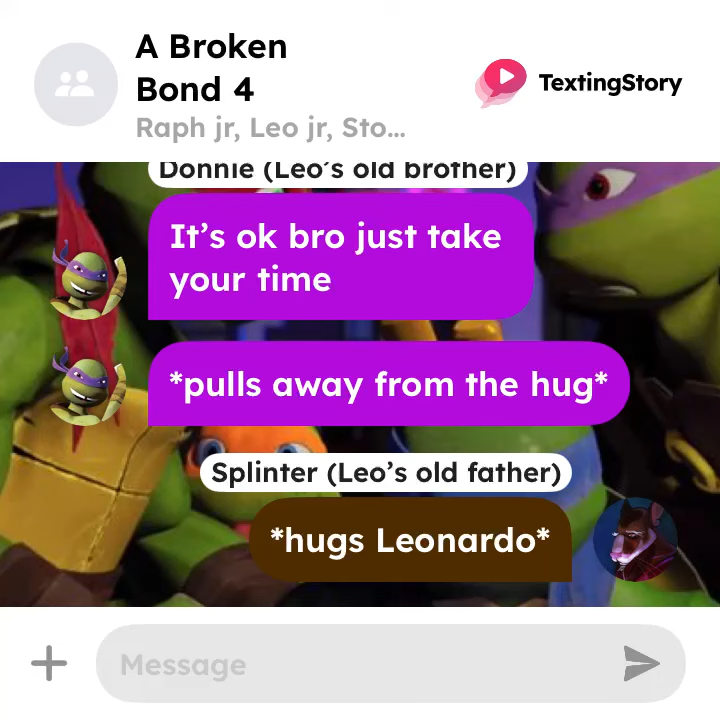 A Broken
Bond 4
Raph jr, Leo jr, Sto...
TextingStory
Donnie (Leo's old brother)
It's ok bro just take
your time
*pulls away from the hug*
Splinter (Leo's old father)
*hugs Leonardo*
Message